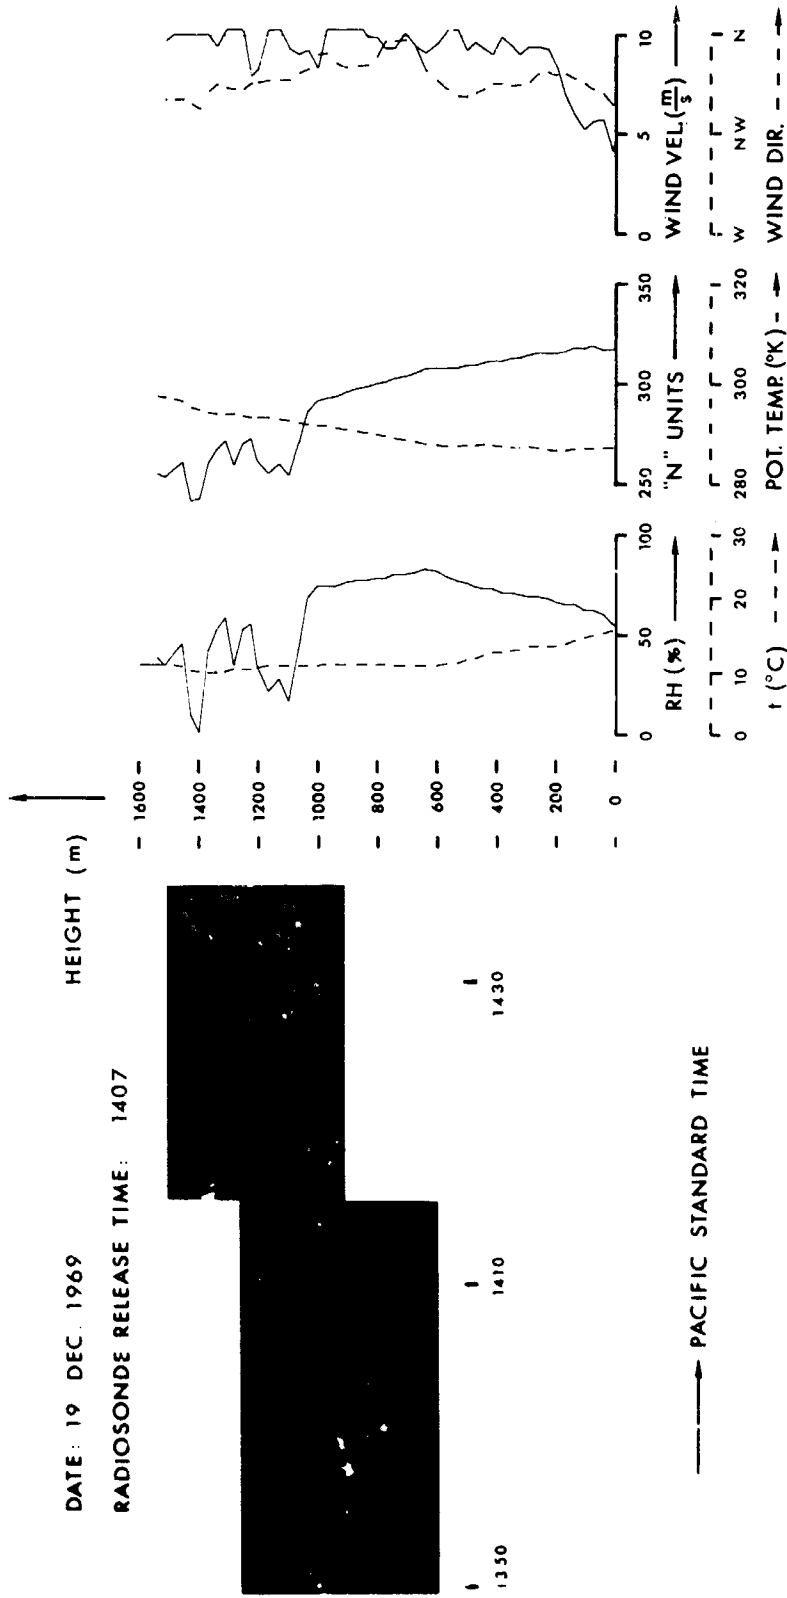 DATE: 19 DEC. 1969
RADIOSONDE RELEASE TIME: 1407
HEIGHT (m)
1600
1400
1200
1000
800
600
400
200
0
1350
1410
1430
PACIFIC STANDARD TIME
0 50 100
RH (%)
0 10 20 30
t (°C)
250 300 350
"N" UNITS
280 300 320
POT. TEMP. (°K)
0 5 10
WIND VEL. (m/s)
W NW N
WIND DIR.